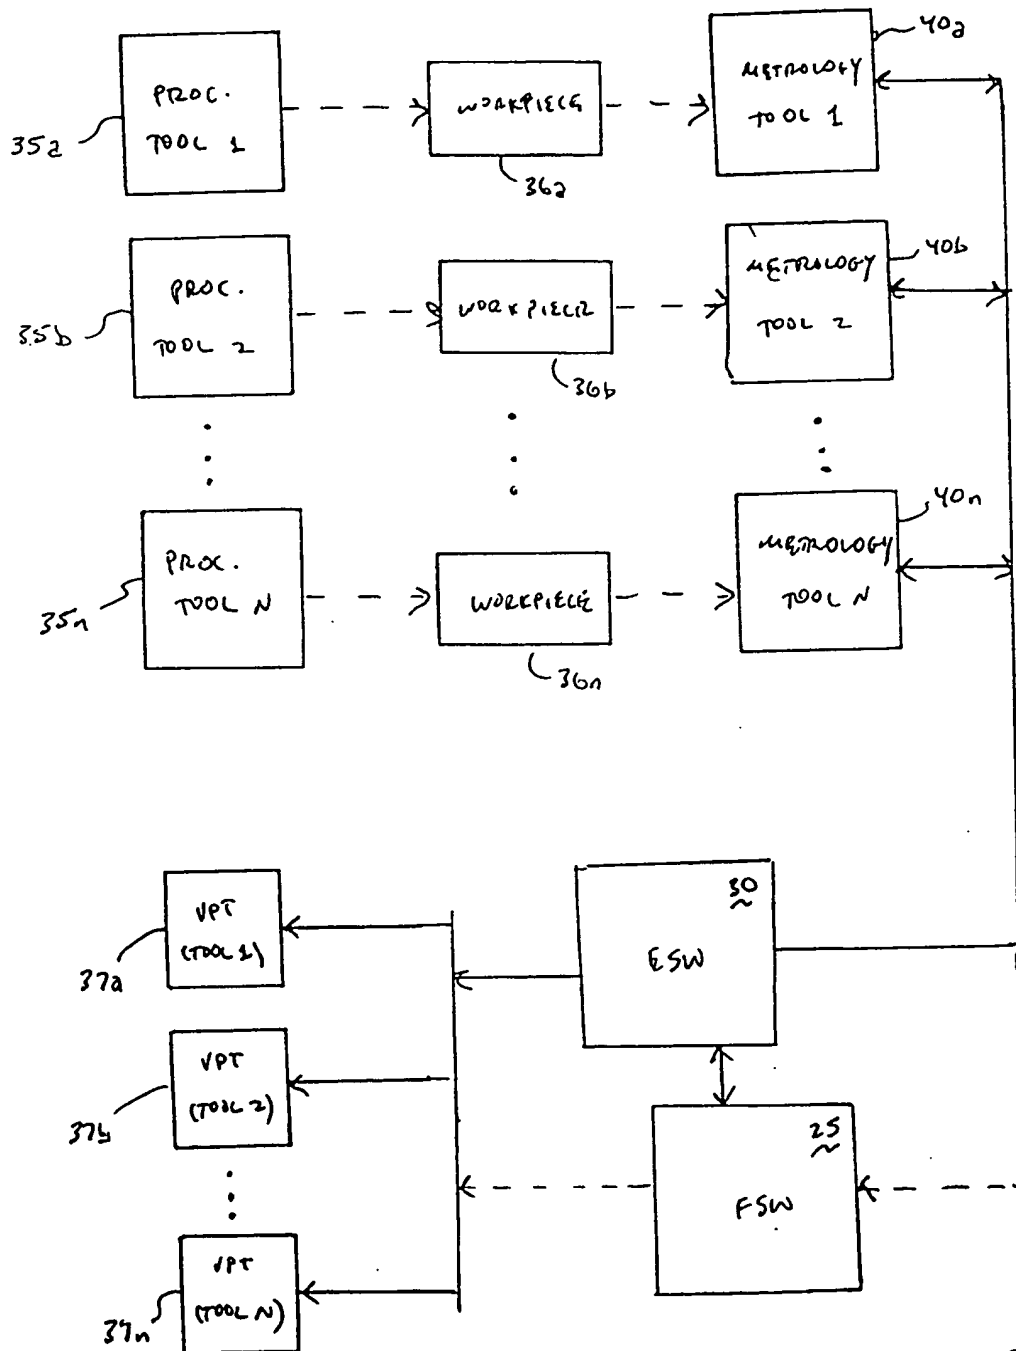 PROC.
TOOL 1
35a
WORKPIECE
36a
METROLOGY
TOOL 1
40a
PROC.
TOOL 2
35b
WORKPIECE
36b
METROLOGY
TOOL 2
40b
PROC.
TOOL N
35n
WORKPIECE
36n
METROLOGY
TOOL N
40n
VPT
(TOOL 1)
37a
30
ESW
VPT
(TOOL 2)
37b
25
FSW
VPT
(TOOL N)
37n